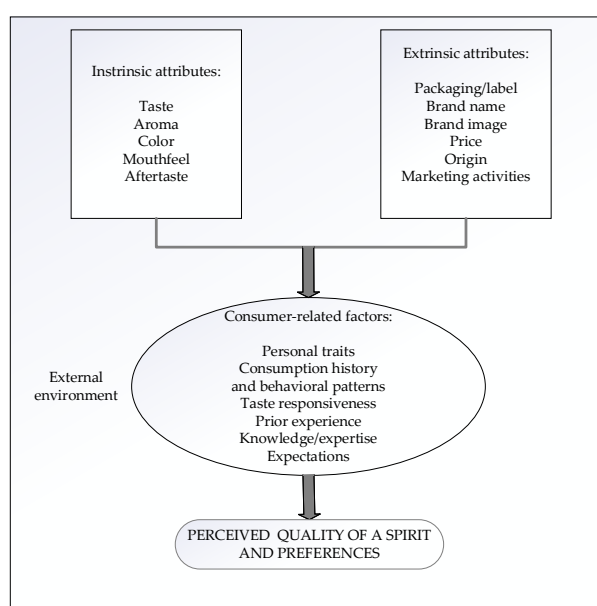 Instrinsic attributes:
Taste
Aroma
Color
Mouthfeel
Aftertaste
Extrinsic attributes:
Packaging/label
Brand name
Brand image
Price
Origin
Marketing activities
Consumer-related factors:
Personal traits
Consumption history
and behavioral patterns
Taste responsiveness
Prior experience
Knowledge/expertise
Expectations
External
environment
PERCEIVED QUALITY OF A SPIRIT
AND PREFERENCES